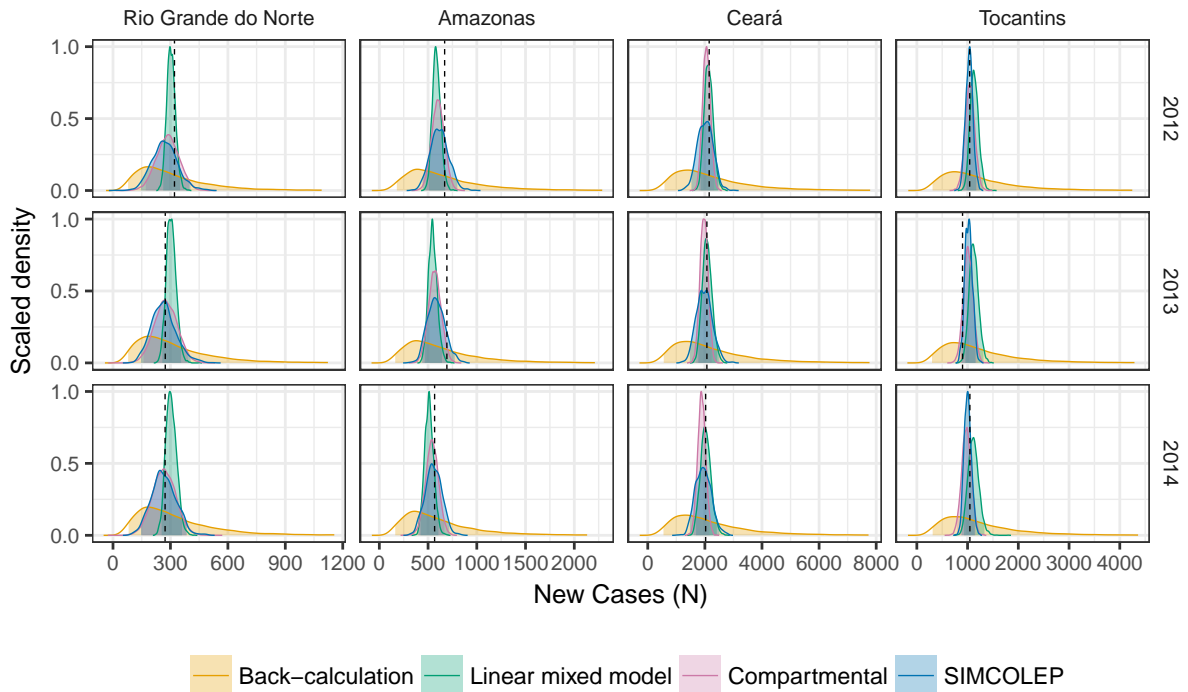 Rio Grande do Norte Amazonas Ceará Tocantins
1.0
0.5
0.0
2012
1.0
0.5
0.0
2013
Scaled density
1.0
0.5
0.0
2014
0 300 600 900 1200 0 500 1000 1500 2000 0 2000 4000 6000 8000 0 1000 2000 3000 4000
New Cases (N)
Back−calculation Linear mixed model Compartmental SIMCOLEP